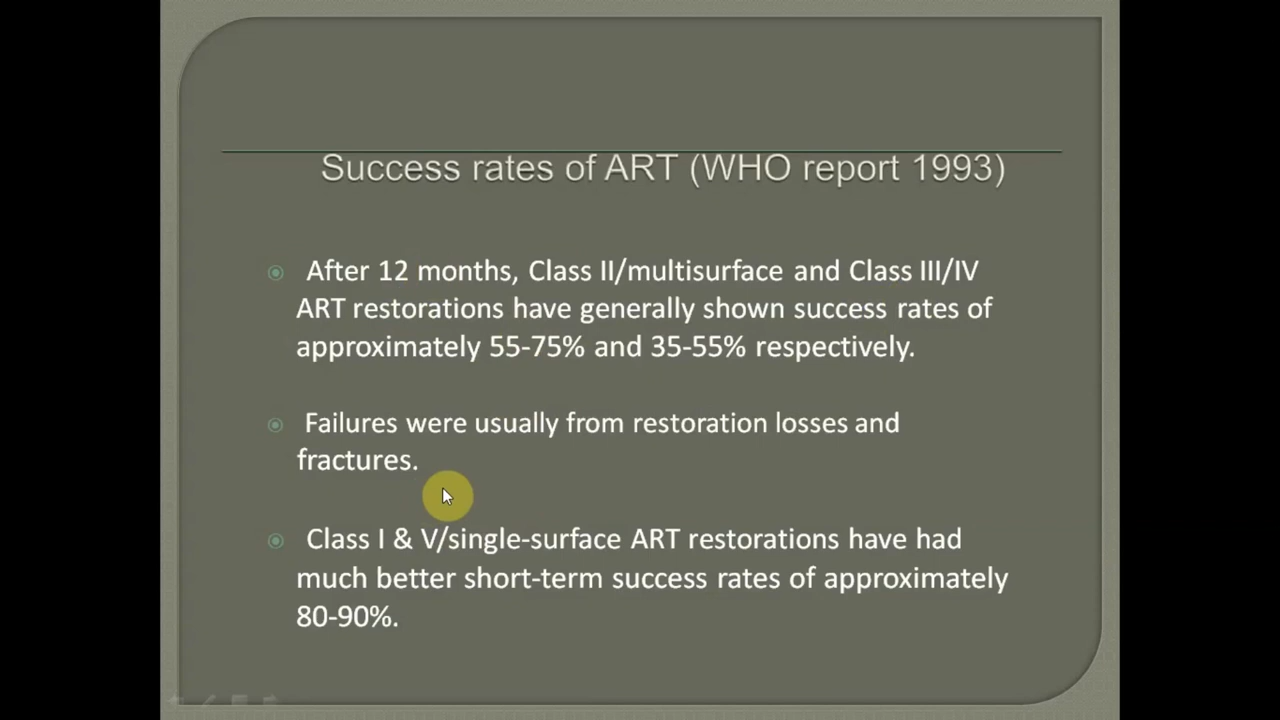 Success rates of ART (WHO report 1993)
After 12 months, Class II/multisurface and Class III/IV
ART restorations have generally shown success rates of
approximately 55-75% and 35-55% respectively.
Failures were usually from restoration losses and
fractures.
Class I & V/single-surface ART restorations have had
much better short-term success rates of approximately
80-90%.